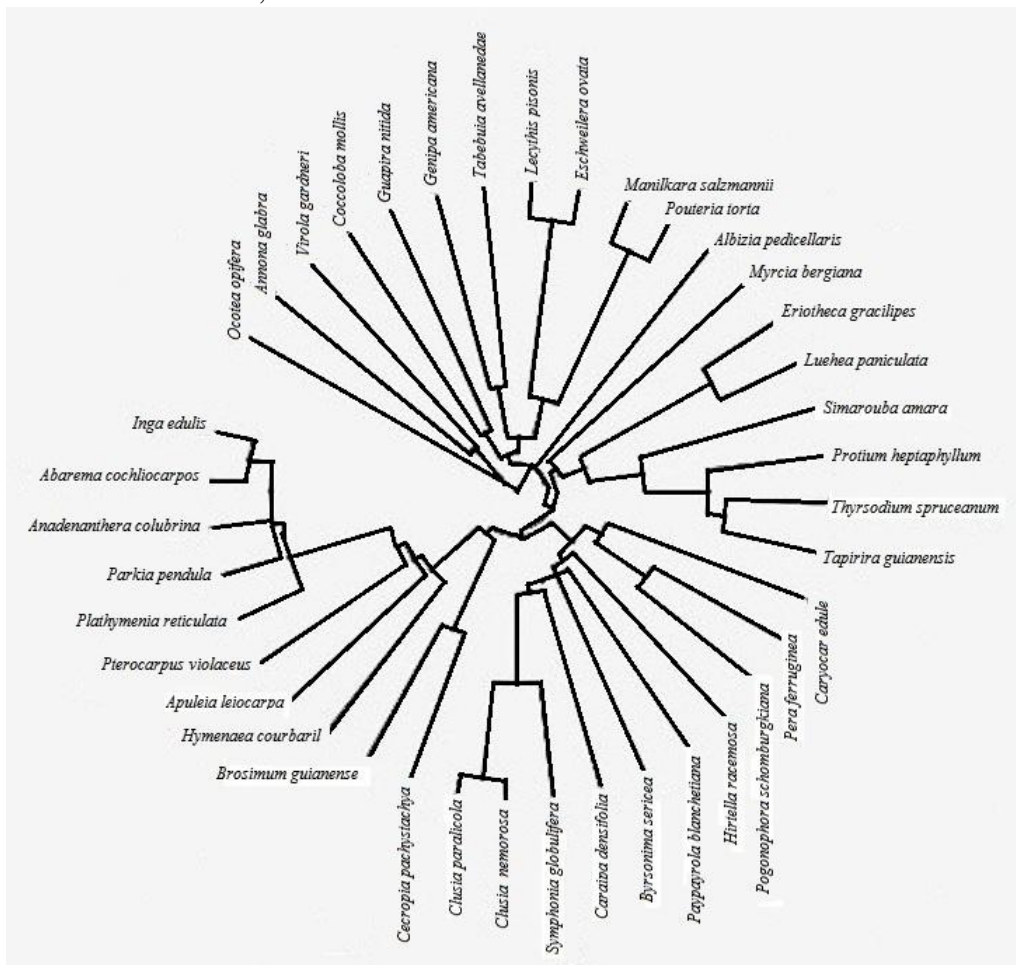 Ocotea opifera
Annona glabra
Virola gardneri
Coccoloba mollis
Guapira nitida
Genipa americana
Tabebuia avellanedae
Lecythis pisonis
Eschweilera ovata
Manilkara salzmannii
Pouteria torta
Albizia pedicellaris
Myrcia bergiana
Eriotheca gracilipes
Luehea paniculata
Simarouba amara
Protium heptaphyllum
Thyrsodium spruceanum
Tapirira guianensis
Caryocar edule
Pera ferruginea
Pogonophora schomburgkiana
Hirtella racemosa
Paypayrola blanchetiana
Byrsonima sericea
Caraipa densifolia
Symphonia globulifera
Clusia nemorosa
Clusia paralicola
Cecropia pachystachya
Brosimum guianense
Hymenaea courbaril
Apuleia leiocarpa
Pterocarpus violaceus
Plathymenia reticulata
Parkia pendula
Anadenanthera colubrina
Abarema cochliocarpos
Inga edulis